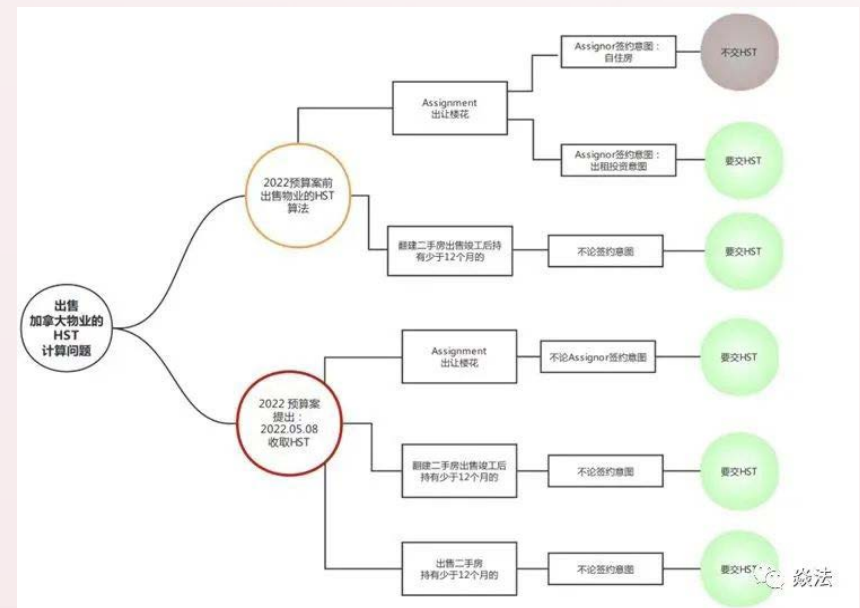 出售
加拿大物业的
HST
计算问题
2022预算案前
出售物业的HST
算法
Assignment
出让楼花
Assignor签约意图：
自住房
不交HST
Assignor签约意图：
出租投资意图
要交HST
翻建二手房出售竣工后持
有少于12个月的
不论签约意图
要交HST
2022 预算案
提出：
2022.05.08
收取HST
Assignment
出让楼花
不论Assignor签约意图
要交HST
翻建二手房出售竣工后
持有少于12个月的
不论签约意图
要交HST
出售二手房
持有少于12个月的
不论签约意图
要交HST
焱法